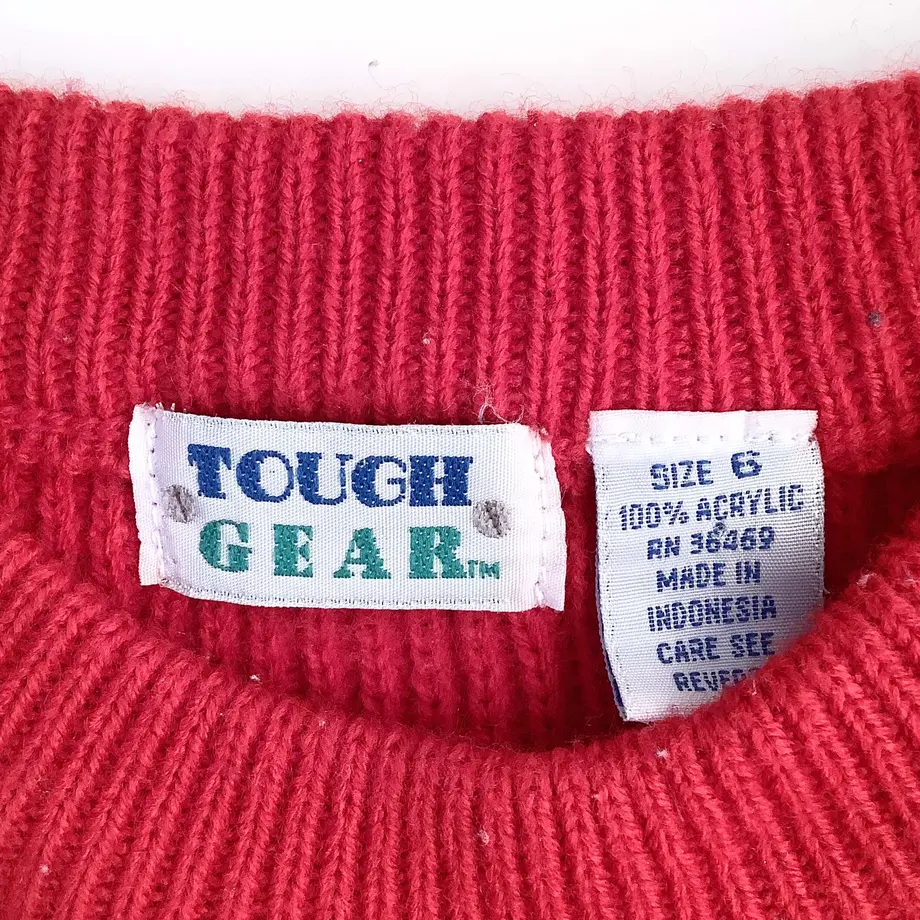 TOUGH
GEAR™
SIZE 6
100% ACRYLIC
RN 36469
MADE IN
INDONESIA
CARE SEE